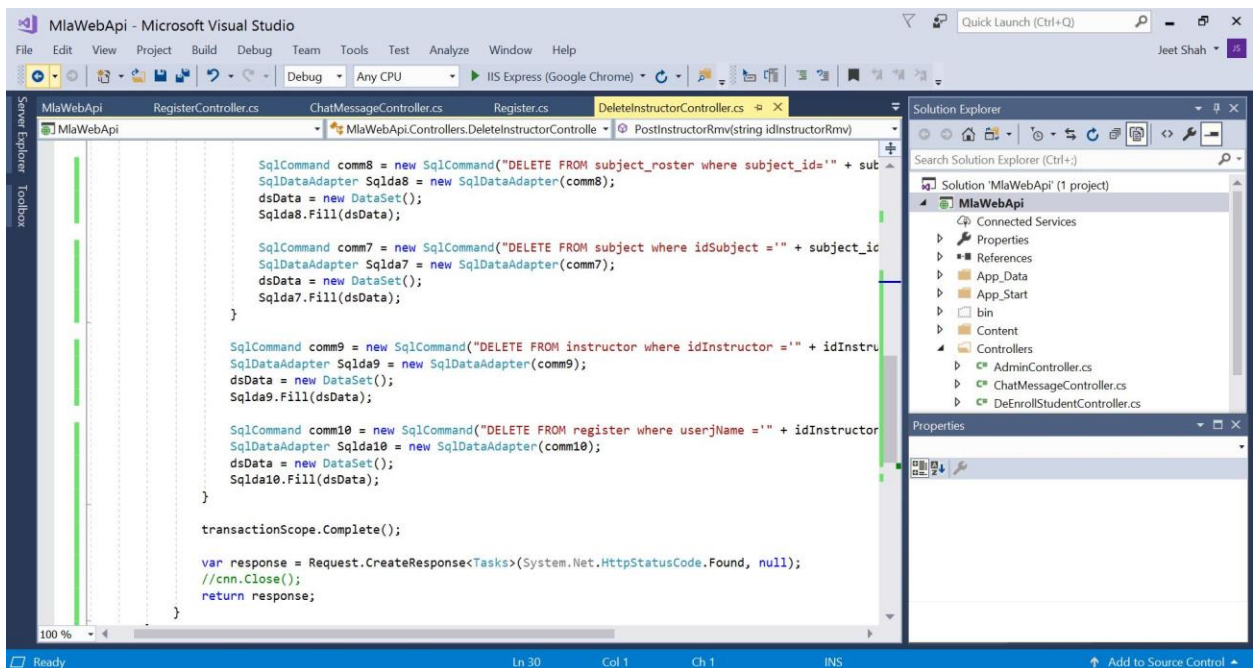 MlaWebApi - Microsoft Visual Studio
Quick Launch (Ctrl+Q)
File Edit View Project Build Debug Team Tools Test Analyze Window Help
Jeet Shah JS
Debug Any CPU IIS Express (Google Chrome)
Server Explorer
Toolbox
MlaWebApi RegisterController.cs ChatMessageController.cs Register.cs DeleteInstructorController.cs
MlaWebApi MlaWebApi.Controllers.DeleteInstructorControlle PostInstructorRmv(string idInstructorRmv)
SqlCommand comm8 = new SqlCommand("DELETE FROM subject_roster where subject_id='" + sub
SqlDataAdapter Sqlda8 = new SqlDataAdapter(comm8);
dsData = new DataSet();
Sqlda8.Fill(dsData);
SqlCommand comm7 = new SqlCommand("DELETE FROM subject where idSubject ='" + subject_id
SqlDataAdapter Sqlda7 = new SqlDataAdapter(comm7);
dsData = new DataSet();
Sqlda7.Fill(dsData);
}
SqlCommand comm9 = new SqlCommand("DELETE FROM instructor where idInstructor ='" + idInstru
SqlDataAdapter Sqlda9 = new SqlDataAdapter(comm9);
dsData = new DataSet();
Sqlda9.Fill(dsData);
SqlCommand comm10 = new SqlCommand("DELETE FROM register where userjName ='" + idInstructor
SqlDataAdapter Sqlda10 = new SqlDataAdapter(comm10);
dsData = new DataSet();
Sqlda10.Fill(dsData);
}
transactionScope.Complete();
var response = Request.CreateResponse<Tasks>(System.Net.HttpStatusCode.Found, null);
//cnn.Close();
return response;
}
100 %
Solution Explorer
Search Solution Explorer (Ctrl+;)
Solution 'MlaWebApi' (1 project)
MlaWebApi
Connected Services
Properties
References
App_Data
App_Start
bin
Content
Controllers
C# AdminController.cs
C# ChatMessageController.cs
C# DeEnrollStudentController.cs
Properties
Ready Ln 30 Col 1 Ch 1 INS Add to Source Control